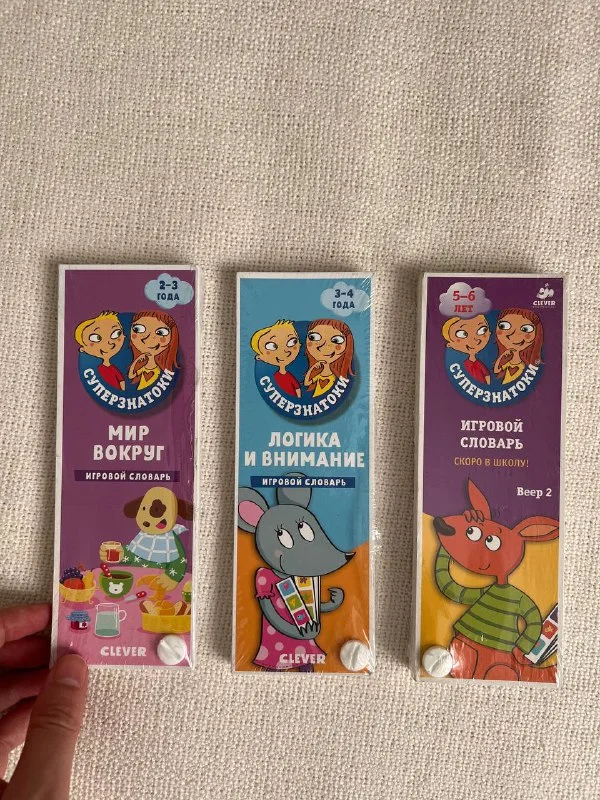 2–3
ГОДА
СУПЕРЗНАТОКИ
МИР
ВОКРУГ
ИГРОВОЙ СЛОВАРЬ
CLEVER
3–4
ГОДА
СУПЕРЗНАТОКИ
ЛОГИКА
И ВНИМАНИЕ
ИГРОВОЙ СЛОВАРЬ
CLEVER
5–6
ЛЕТ
CLEVER
СУПЕРЗНАТОКИ
ИГРОВОЙ
СЛОВАРЬ
СКОРО В ШКОЛУ!
Веер 2